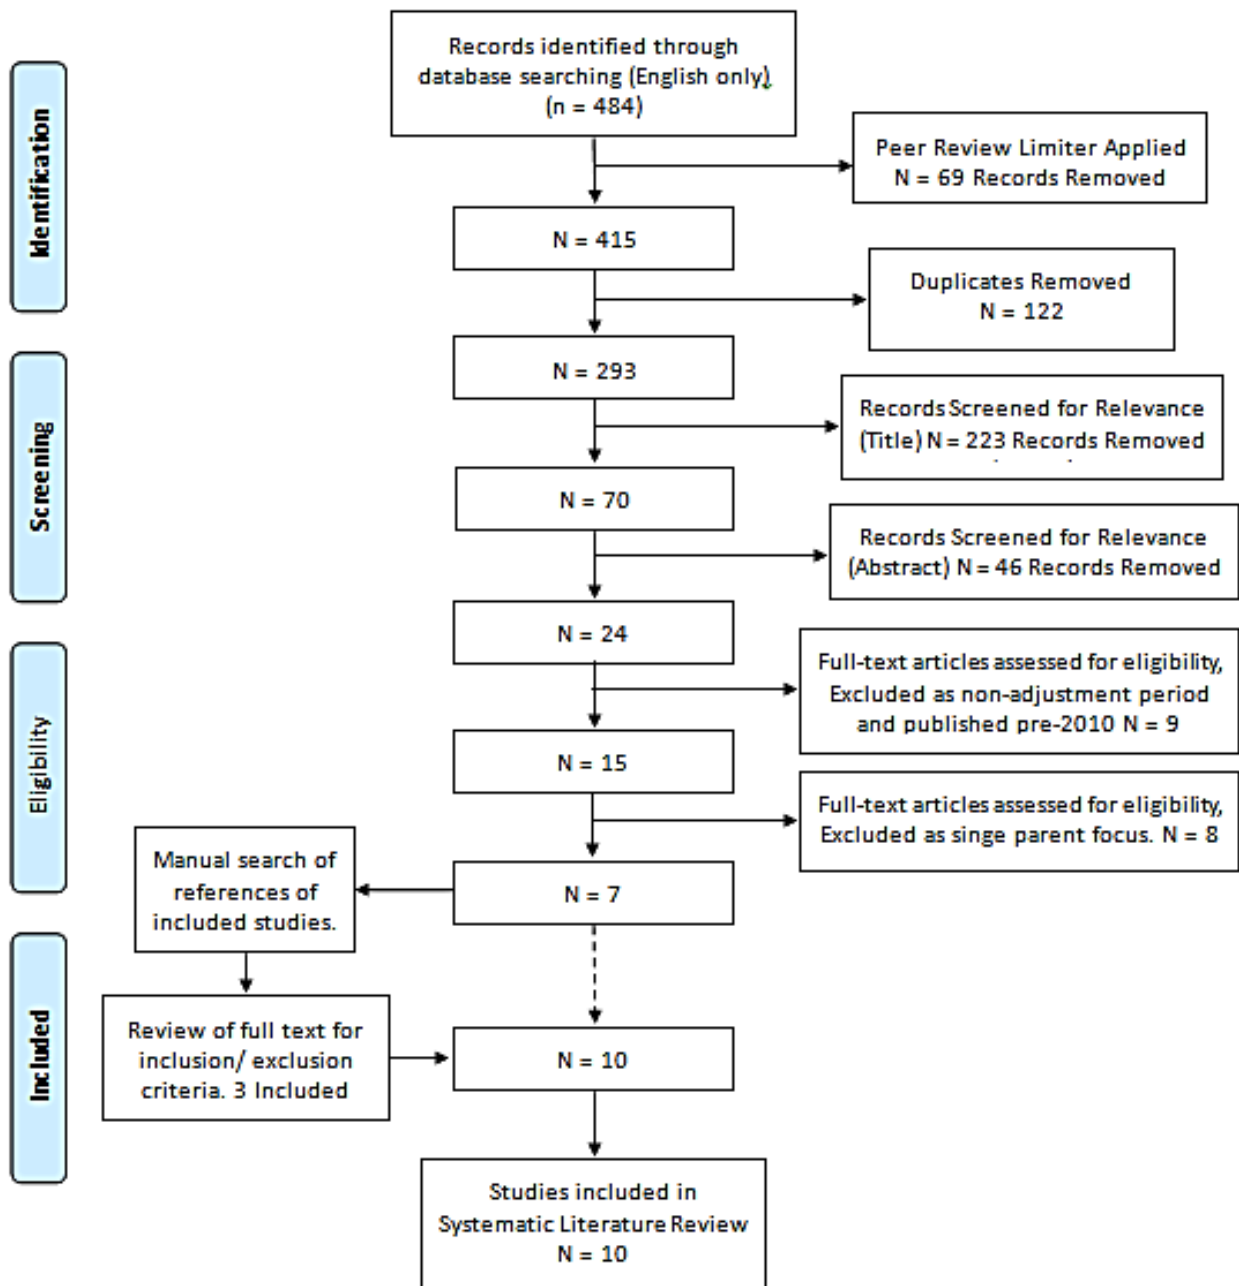 Records identified through
database searching (English only)
(n = 484)
Identification
Peer Review Limiter Applied
N = 69 Records Removed
N = 415
Duplicates Removed
N = 122
N = 293
Screening
Records Screened for Relevance
(Title) N = 223 Records Removed
N = 70
Records Screened for Relevance
(Abstract) N = 46 Records Removed
N = 24
Eligibility
Full-text articles assessed for eligibility,
Excluded as non-adjustment period
and published pre-2010 N = 9
N = 15
Full-text articles assessed for eligibility,
Excluded as singe parent focus. N = 8
Manual search of
references of
included studies.
N = 7
Included
Review of full text for
inclusion/ exclusion
criteria. 3 Included
N = 10
Studies included in
Systematic Literature Review
N = 10